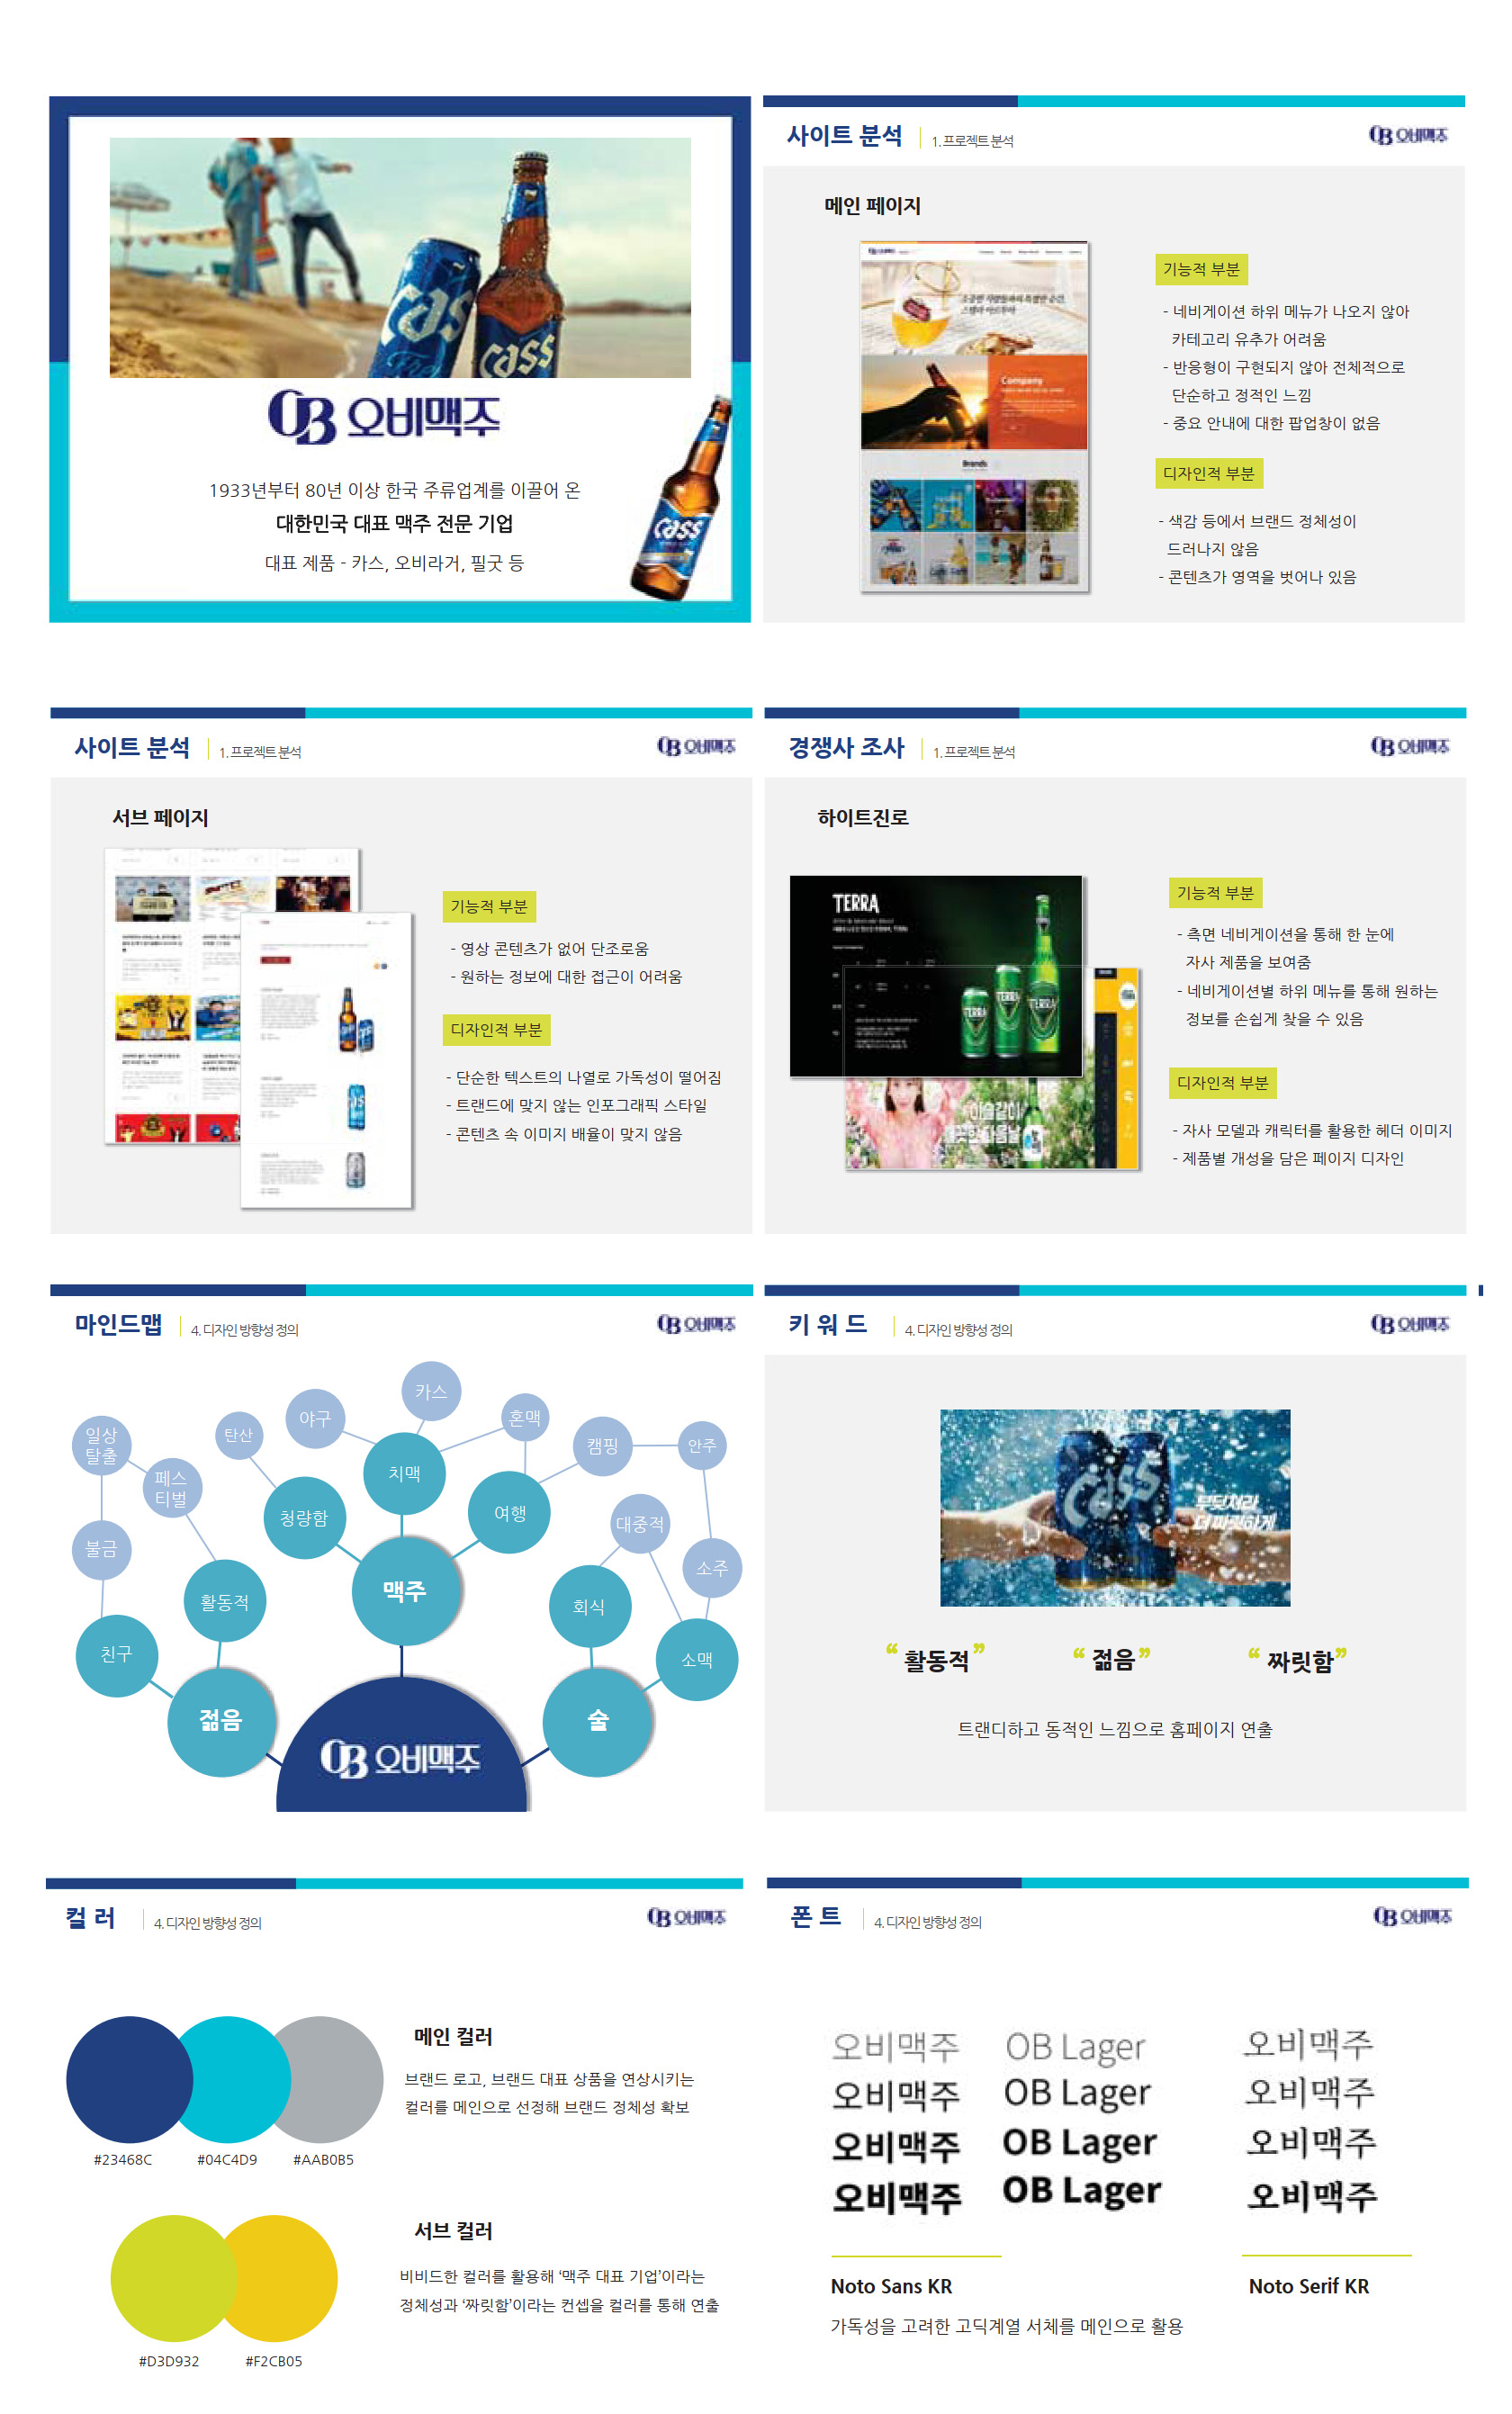 Cass
Fresh
Cass
OB 오비맥주
1933년부터 80년 이상 한국 주류업계를 이끌어 온
대한민국 대표 맥주 전문 기업
대표 제품 - 카스, 오비라거, 필굿 등
Cass
사이트 분석
1. 프로젝트 분석
OB 오비맥주
메인 페이지
소중한 사람들과의 특별한 순간,
스텔라 아르투아
Company
Brands
기능적 부분
- 네비게이션 하위 메뉴가 나오지 않아
카테고리 유추가 어려움
- 반응형이 구현되지 않아 전체적으로
단순하고 정적인 느낌
- 중요 안내에 대한 팝업창이 없음
디자인적 부분
- 색감 등에서 브랜드 정체성이
드러나지 않음
- 콘텐츠가 영역을 벗어나 있음
사이트 분석
1. 프로젝트 분석
OB 오비맥주
서브 페이지
기능적 부분
- 영상 콘텐츠가 없어 단조로움
- 원하는 정보에 대한 접근이 어려움
디자인적 부분
- 단순한 텍스트의 나열로 가독성이 떨어짐
- 트랜드에 맞지 않는 인포그래픽 스타일
- 콘텐츠 속 이미지 배율이 맞지 않음
경쟁사 조사
1. 프로젝트 분석
OB 오비맥주
하이트진로
TERRA
TERRA
TERRA
TERRA
이슬같이
기능적 부분
- 측면 네비게이션을 통해 한 눈에
자사 제품을 보여줌
- 네비게이션별 하위 메뉴를 통해 원하는
정보를 손쉽게 찾을 수 있음
디자인적 부분
- 자사 모델과 캐릭터를 활용한 헤더 이미지
- 제품별 개성을 담은 페이지 디자인
마인드맵
4. 디자인 방향성 정의
OB 오비맥주
카스
야구
혼맥
탄산
일상
탈출
캠핑
안주
치맥
페스
티벌
여행
청량함
대중적
불금
소주
맥주
활동적
회식
친구
소맥
젊음
술
OB 오비맥주
키 워 드
4. 디자인 방향성 정의
OB 오비맥주
Cass
부딪쳐라
더 짜릿하게
“ 활동적 ”
“ 젊음 ”
“ 짜릿함 ”
트랜디하고 동적인 느낌으로 홈페이지 연출
컬 러
4. 디자인 방향성 정의
OB 오비맥주
메인 컬러
브랜드 로고, 브랜드 대표 상품을 연상시키는
컬러를 메인으로 선정해 브랜드 정체성 확보
#23468C
#04C4D9
#AAB0B5
서브 컬러
비비드한 컬러를 활용해 ‘맥주 대표 기업’이라는
정체성과 ‘짜릿함’이라는 컨셉을 컬러를 통해 연출
#D3D932
#F2CB05
폰 트
4. 디자인 방향성 정의
OB 오비맥주
오비맥주 OB Lager 오비맥주
오비맥주 OB Lager 오비맥주
오비맥주 OB Lager 오비맥주
오비맥주 OB Lager 오비맥주
Noto Sans KR
Noto Serif KR
가독성을 고려한 고딕계열 서체를 메인으로 활용